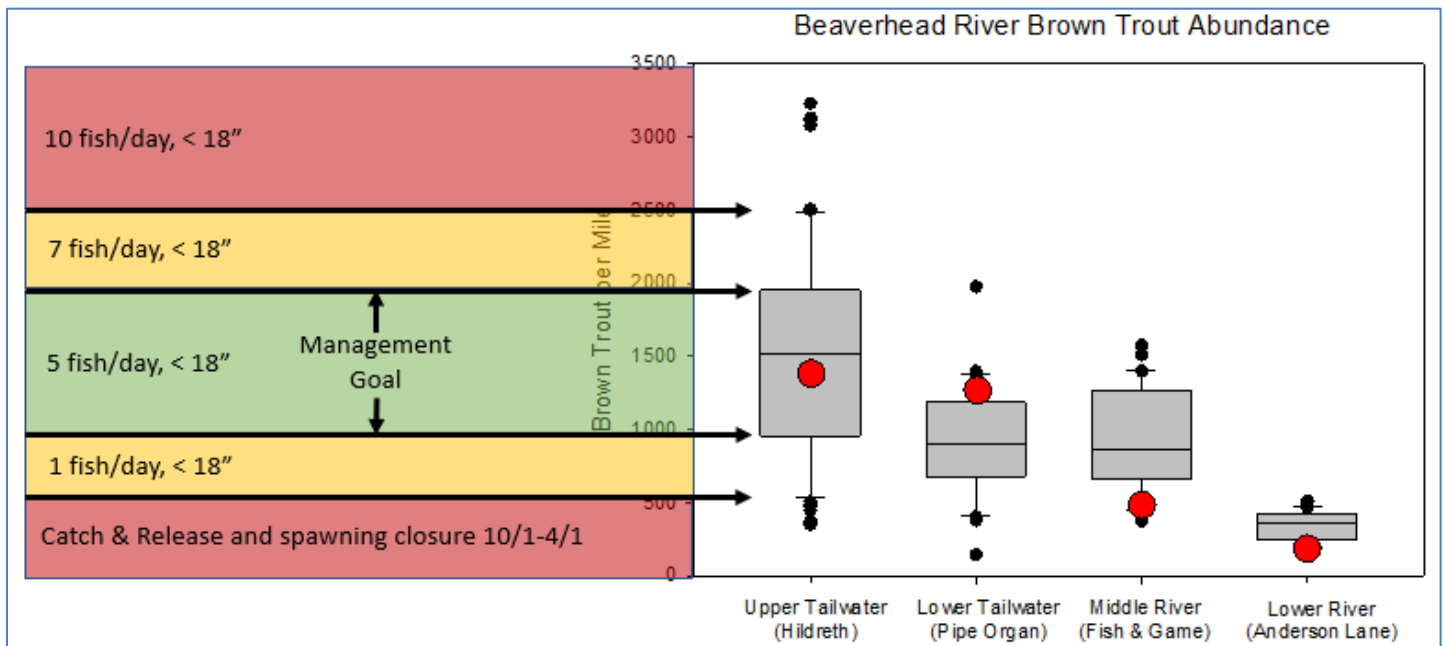 Beaverhead River Brown Trout Abundance
10 fish/day, < 18”
7 fish/day, < 18”
5 fish/day, < 18”
Management
Goal
1 fish/day, < 18”
Catch & Release and spawning closure 10/1-4/1
Brown Trout per Mile
3500
3000
2500
2000
1500
1000
500
0
Upper Tailwater
(Hildreth)
Lower Tailwater
(Pipe Organ)
Middle River
(Fish & Game)
Lower River
(Anderson Lane)